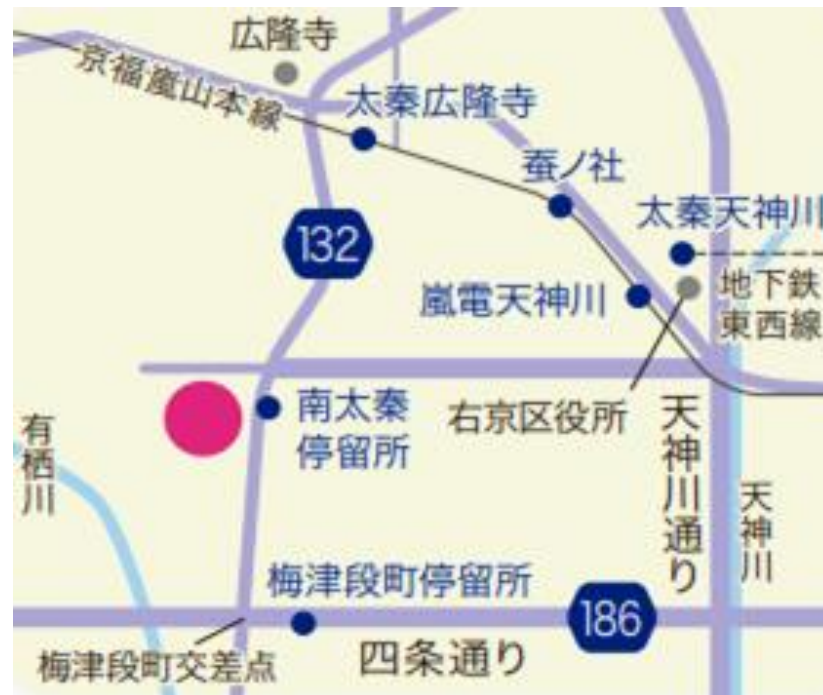 広隆寺
京福嵐山本線
太秦広隆寺
蚕ノ社
太秦天神川
132
嵐電天神川
地下鉄
東西線
南太秦
停留所
右京区役所
有栖川
天神川通り
天神川
梅津段町停留所
186
梅津段町交差点
四条通り